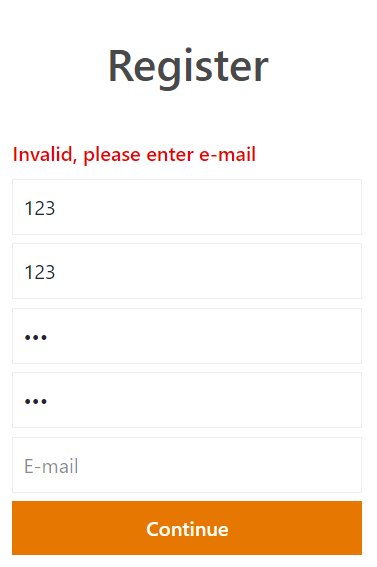 Register
Invalid, please enter e-mail
123
123
•••
•••
E-mail
Continue